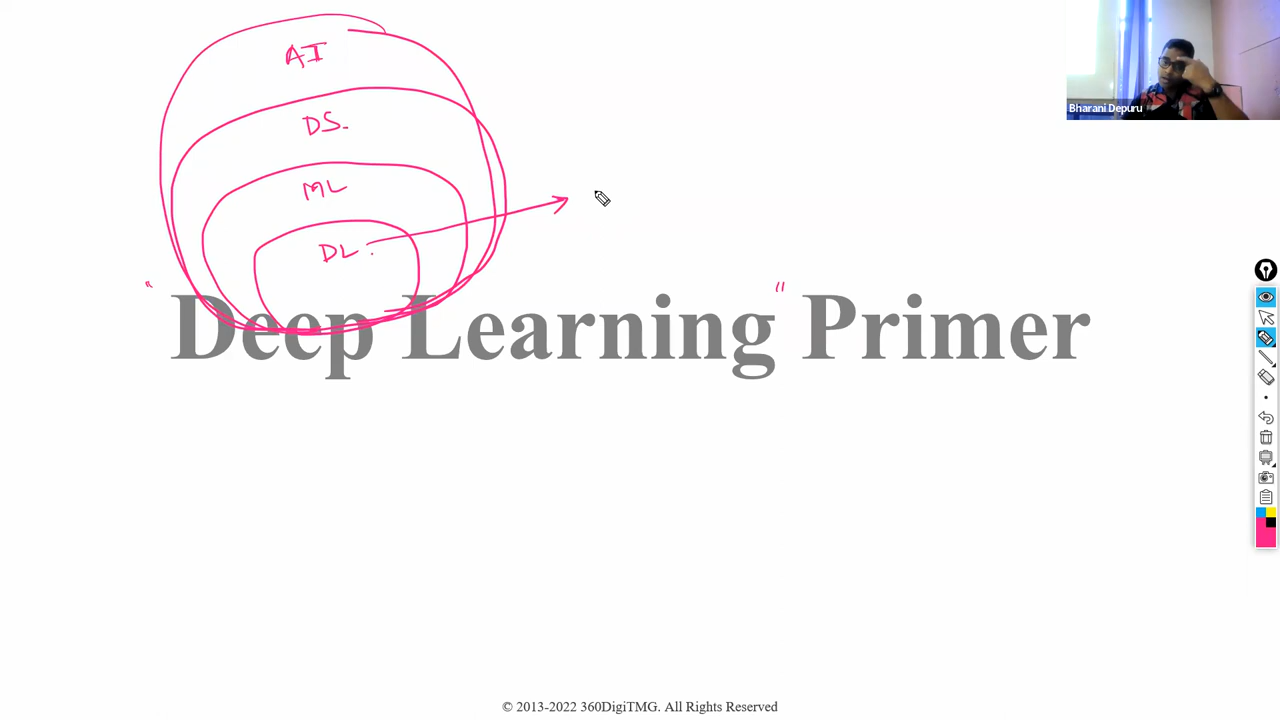 AI
DS.
ML
DL.
" Deep Learning " Primer
Bharani Depuru
© 2013-2022 360DigiTMG. All Rights Reserved